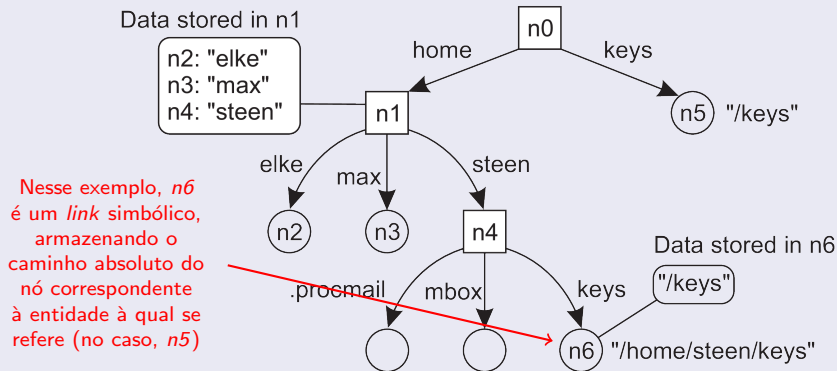 Data stored in n1
n2: "elke"
n3: "max"
n4: "steen"
n0
home
keys
n1
n5
"/keys"
elke
max
steen
Nesse exemplo, n6
é um link simbólico,
armazenando o
caminho absoluto do
nó correspondente
à entidade à qual se
refere (no caso, n5)
n2
n3
n4
Data stored in n6
"/keys"
.procmail
mbox
keys
n6
"/home/steen/keys"